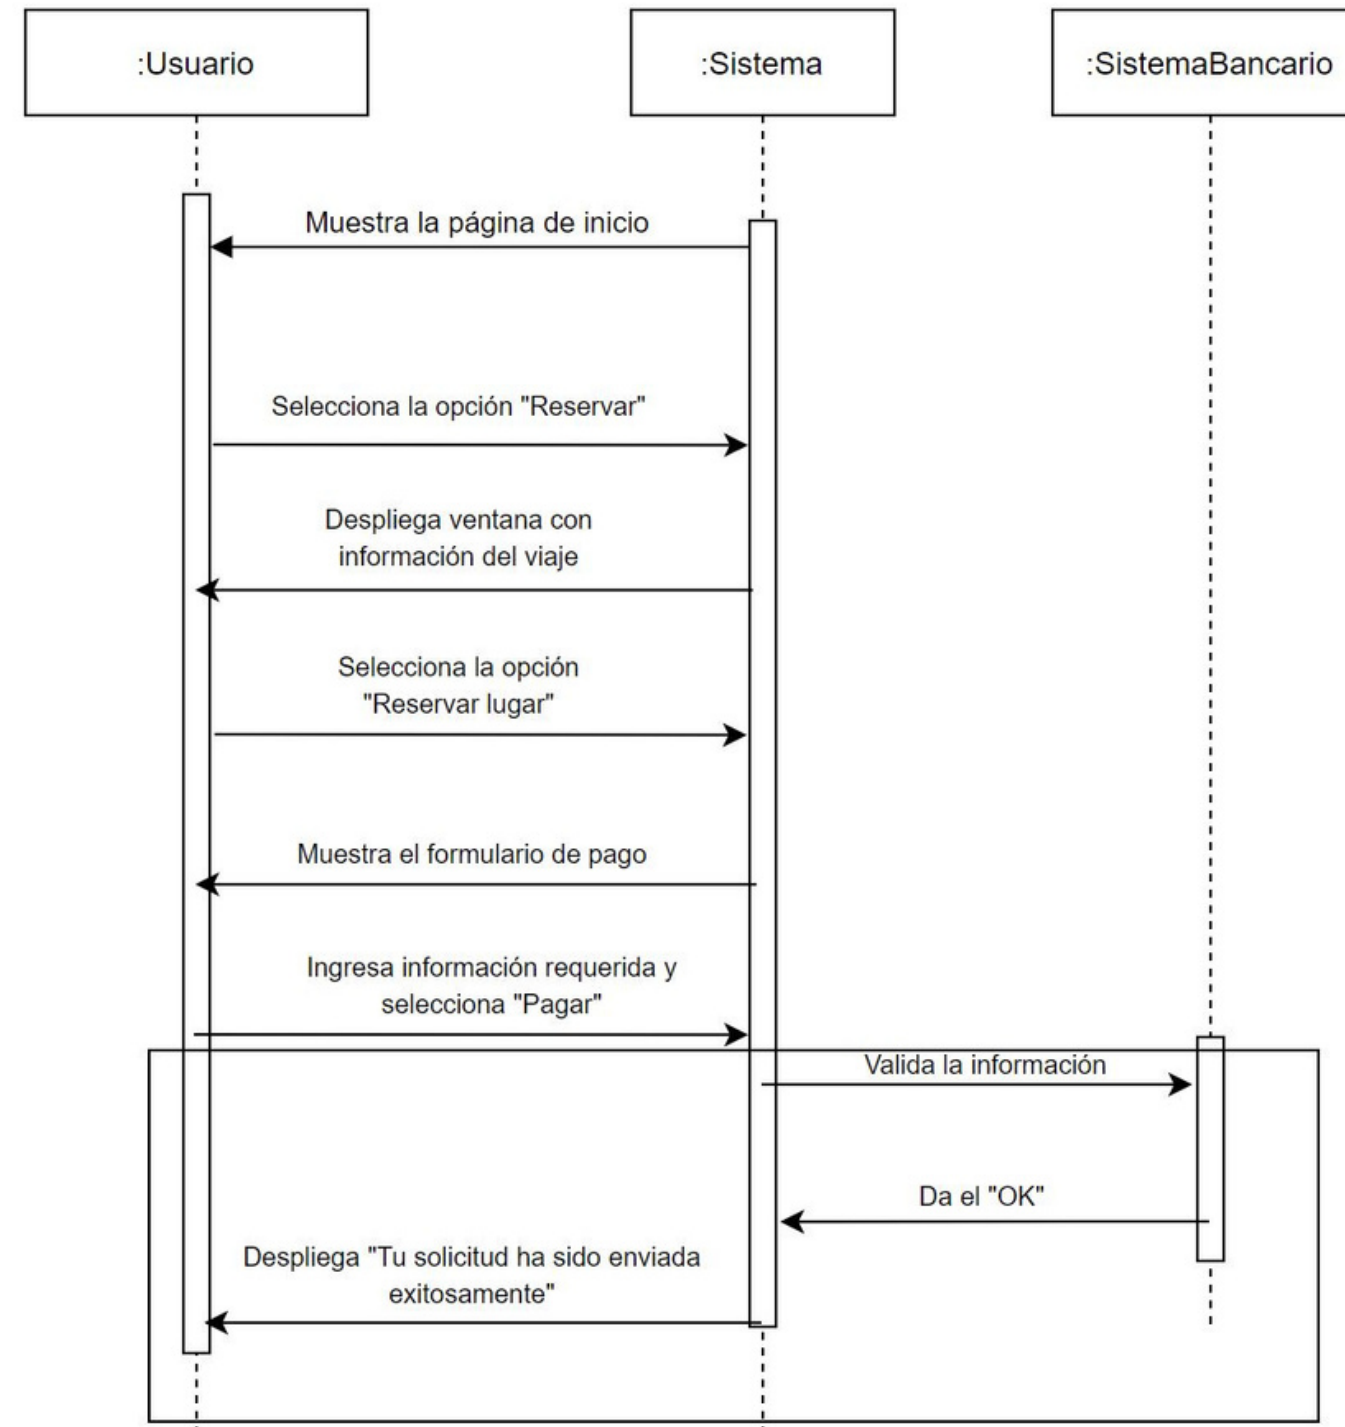 :Usuario
:Sistema
:SistemaBancario
Muestra la página de inicio
Selecciona la opción "Reservar"
Despliega ventana con
información del viaje
Selecciona la opción
"Reservar lugar"
Muestra el formulario de pago
Ingresa información requerida y
selecciona "Pagar"
Valida la información
Da el "OK"
Despliega "Tu solicitud ha sido enviada
exitosamente"